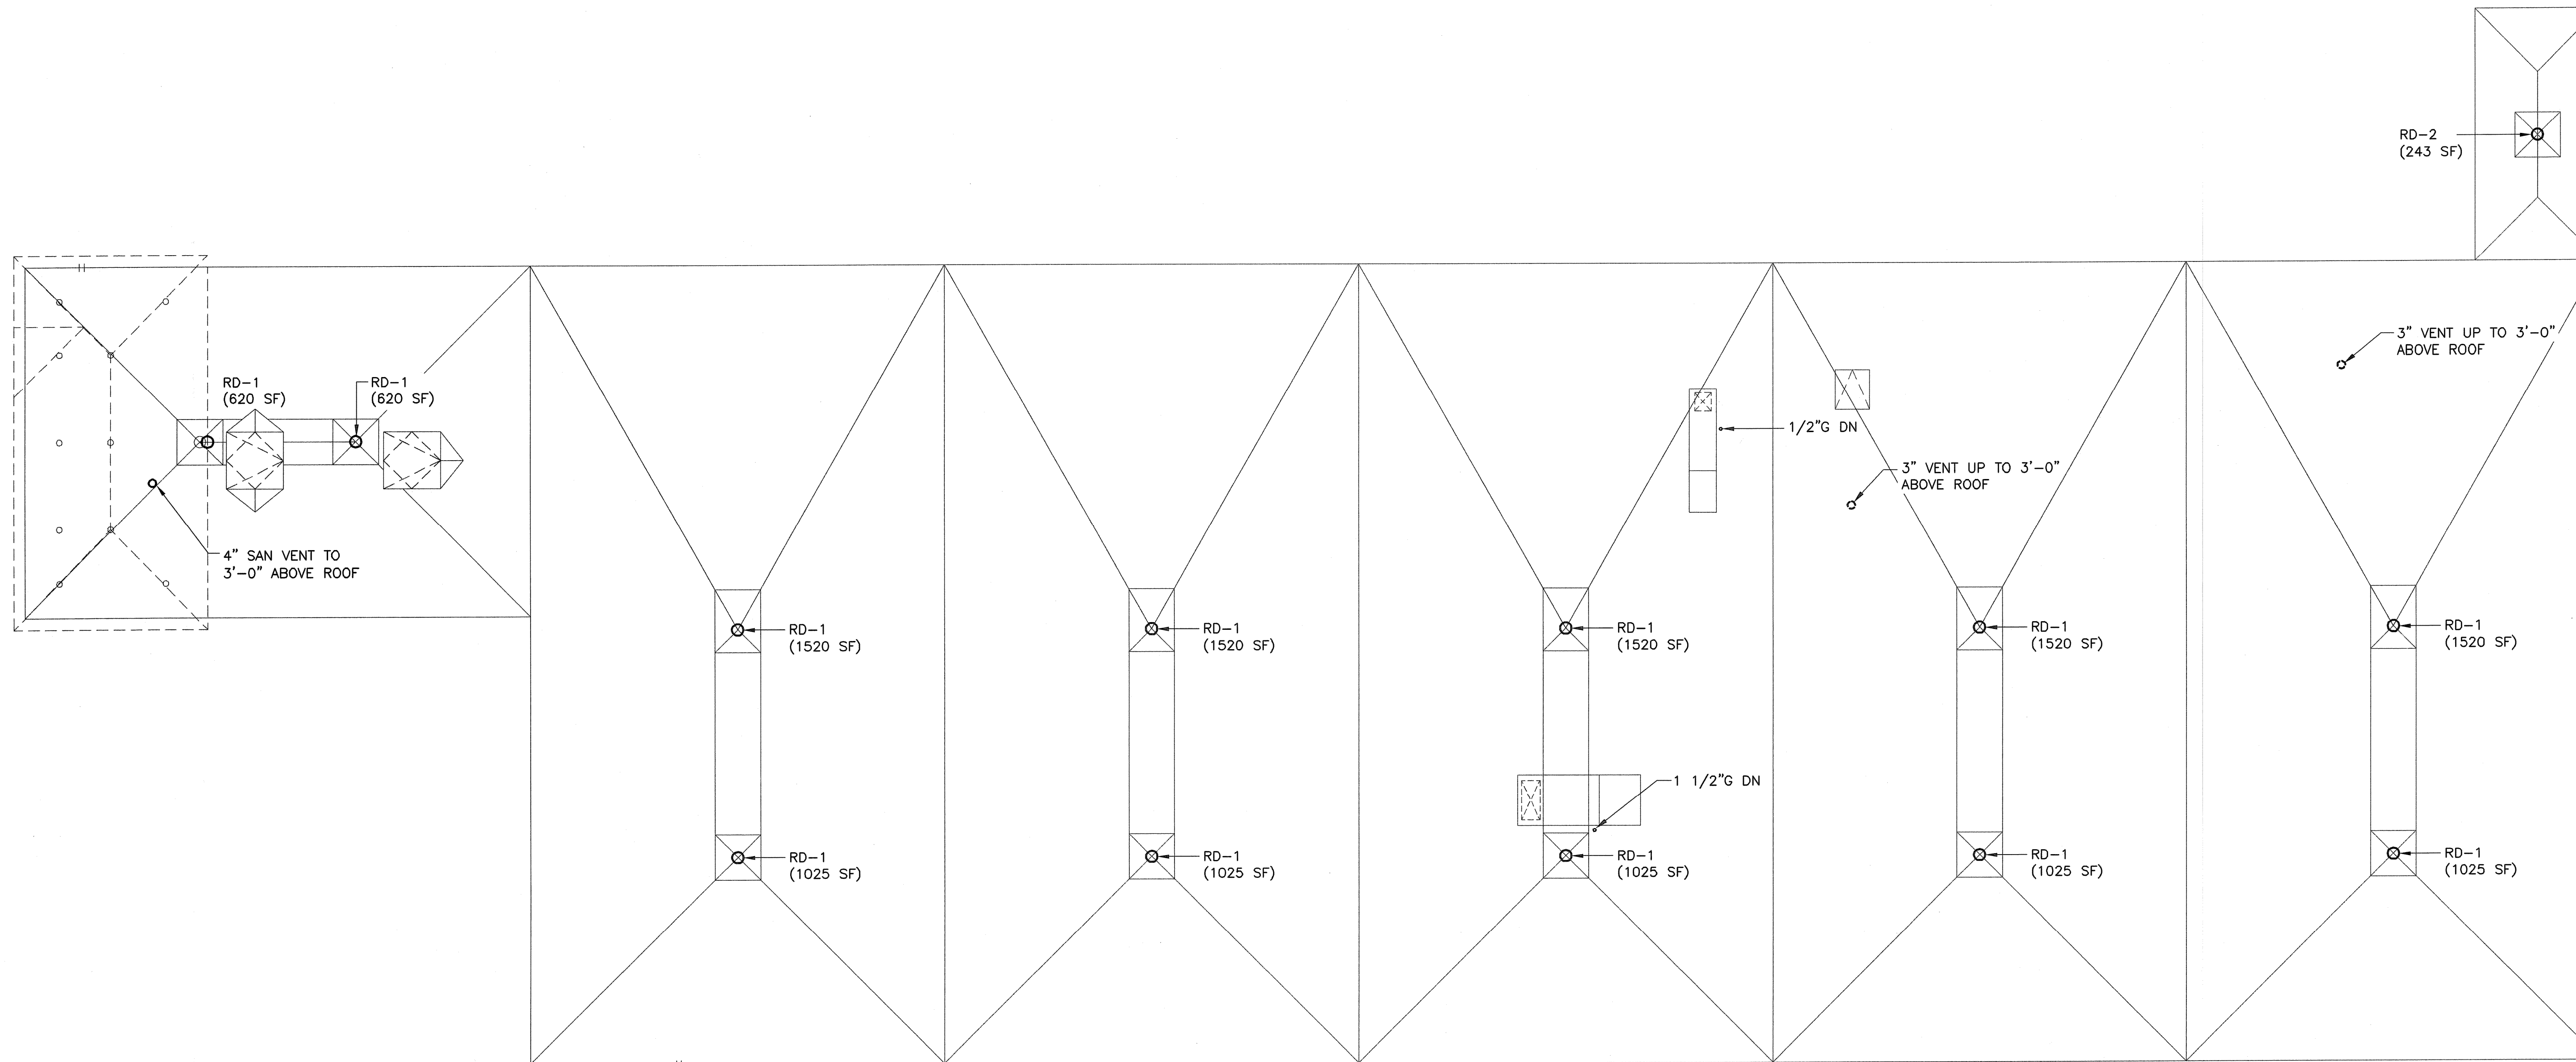 RD-2
(243 SF)
3" VENT UP TO 3'-0"
ABOVE ROOF
RD-1
(620 SF)
RD-1
(620 SF)
1/2"G DN
3" VENT UP TO 3'-0"
ABOVE ROOF
4" SAN VENT TO
3'-0" ABOVE ROOF
RD-1
(1520 SF)
RD-1
(1520 SF)
RD-1
(1520 SF)
RD-1
(1520 SF)
RD-1
(1520 SF)
1 1/2"G DN
RD-1
(1025 SF)
RD-1
(1025 SF)
RD-1
(1025 SF)
RD-1
(1025 SF)
RD-1
(1025 SF)